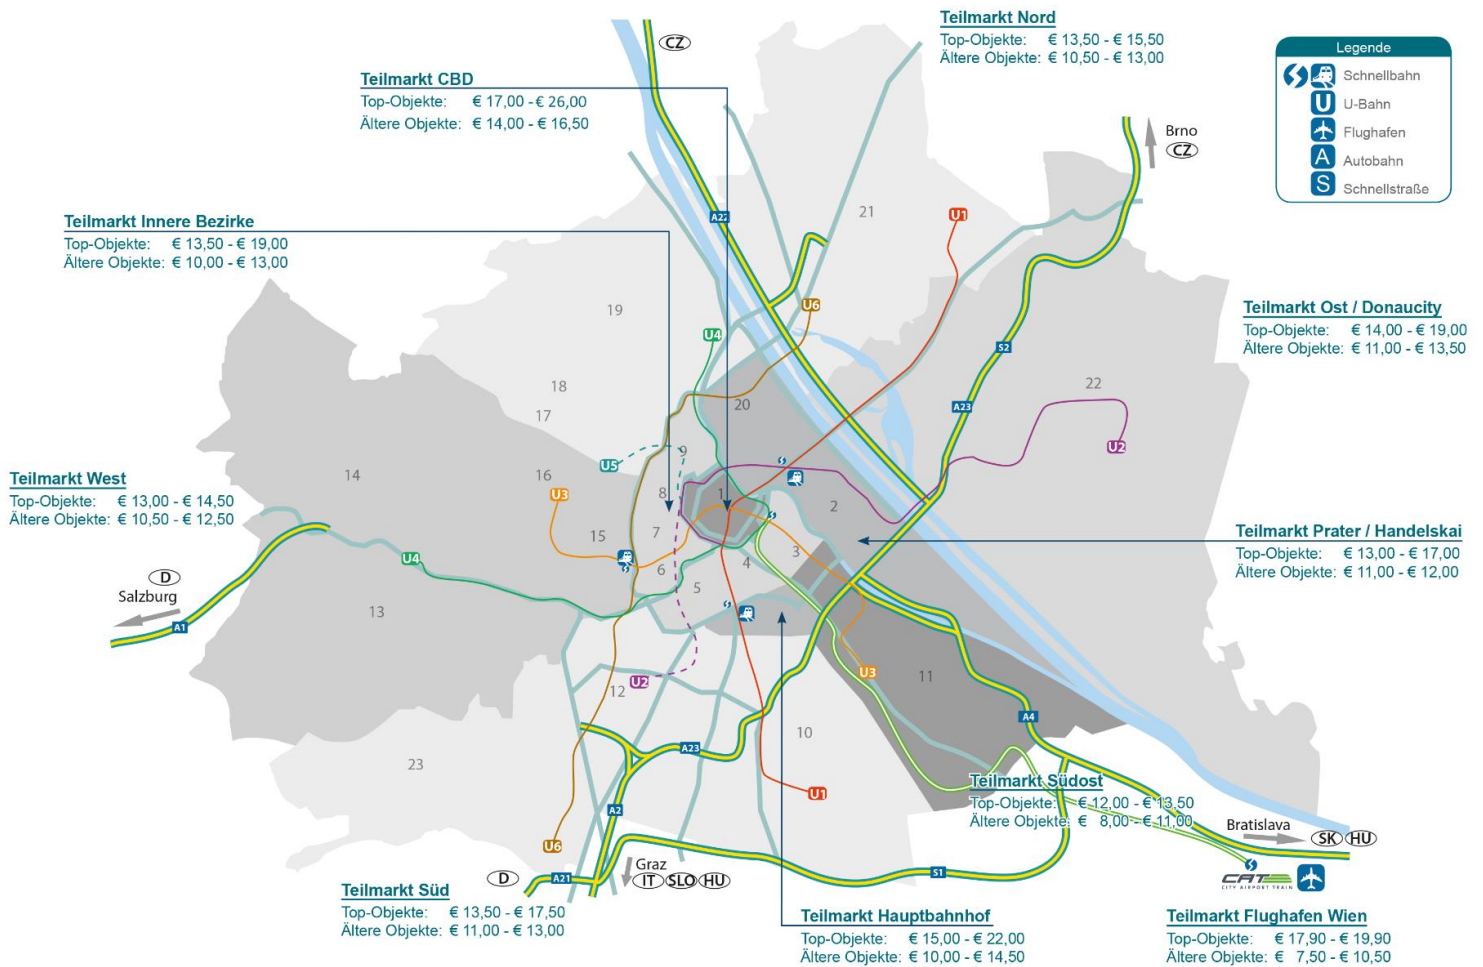 Teilmarkt Nord
Top-Objekte: € 13,50 - € 15,50
Ältere Objekte: € 10,50 - € 13,00
Legende
Schnellbahn
U U-Bahn
Flughafen
A Autobahn
S Schnellstraße
CZ
Teilmarkt CBD
Top-Objekte: € 17,00 - € 26,00
Ältere Objekte: € 14,00 - € 16,50
Brno
CZ
Teilmarkt Innere Bezirke
Top-Objekte: € 13,50 - € 19,00
Ältere Objekte: € 10,00 - € 13,00
A22
21
U1
19
U6
U4
Teilmarkt Ost / Donaucity
Top-Objekte: € 14,00 - € 19,00
Ältere Objekte: € 11,00 - € 13,50
S2
18
17
20
A23
22
U2
9
U5
14
16
U3
8
1
2
Teilmarkt West
Top-Objekte: € 13,00 - € 14,50
Ältere Objekte: € 10,50 - € 12,50
15
7
3
4
6
5
U4
Teilmarkt Prater / Handelskai
Top-Objekte: € 13,00 - € 17,00
Ältere Objekte: € 11,00 - € 12,00
D
Salzburg
A1
13
U3
11
U2
12
A4
10
A23
23
U1
A2
U6
Teilmarkt Südost
Top-Objekte: € 12,00 - € 13,50
Ältere Objekte: € 8,00 - € 11,00
Bratislava
SK HU
Graz
IT SLO HU
D
A21
S1
CAT
CITY AIRPORT TRAIN
Teilmarkt Süd
Top-Objekte: € 13,50 - € 17,50
Ältere Objekte: € 11,00 - € 13,00
Teilmarkt Hauptbahnhof
Top-Objekte: € 15,00 - € 22,00
Ältere Objekte: € 10,00 - € 14,50
Teilmarkt Flughafen Wien
Top-Objekte: € 17,90 - € 19,90
Ältere Objekte: € 7,50 - € 10,50